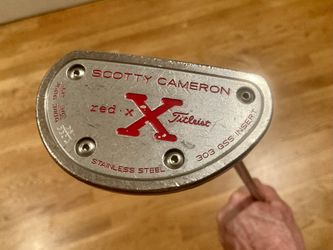 SCOTTY CAMERON
red·x
X
Titleist
303 GSS INSERT
STAINLESS STEEL